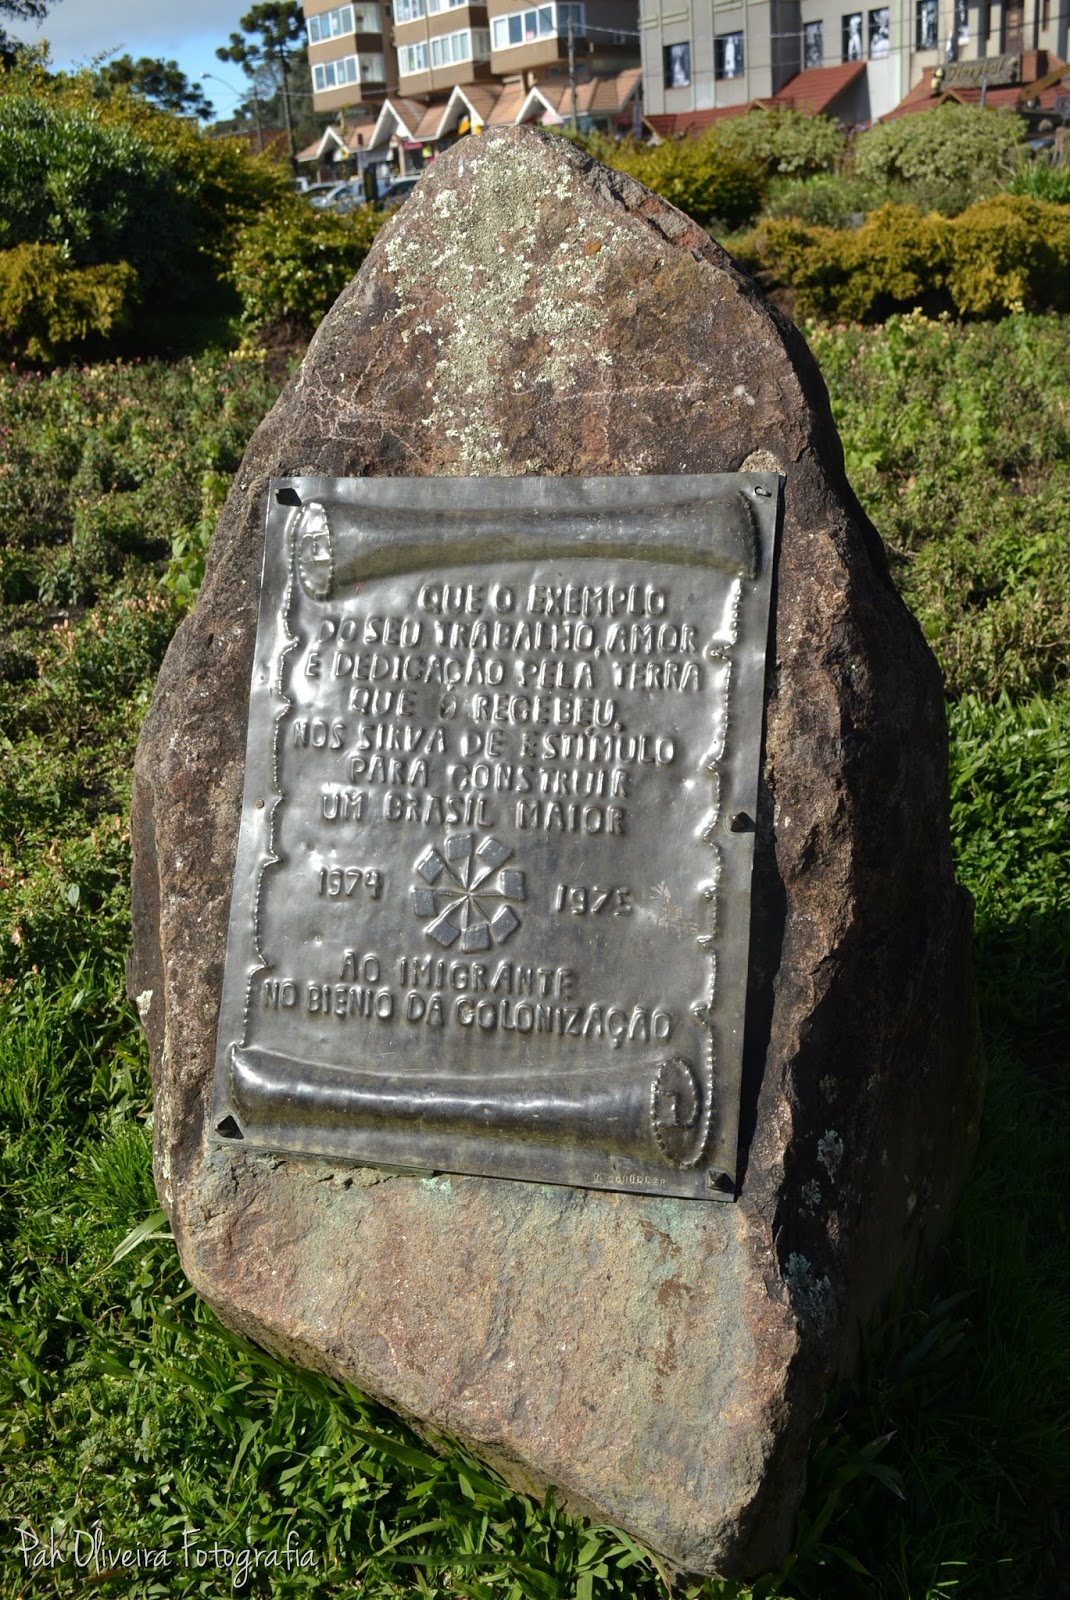 QUE O EXEMPLO
DO SEU TRABALHO, AMOR
E DEDICAÇÃO PELA TERRA
QUE O RECEBEU,
NOS SIRVA DE ESTÍMULO
PARA CONSTRUIR
UM BRASIL MAIOR
1974 1975
AO IMIGRANTE
NO BIENIO DA COLONIZAÇÃO
Pah Oliveira Fotografia